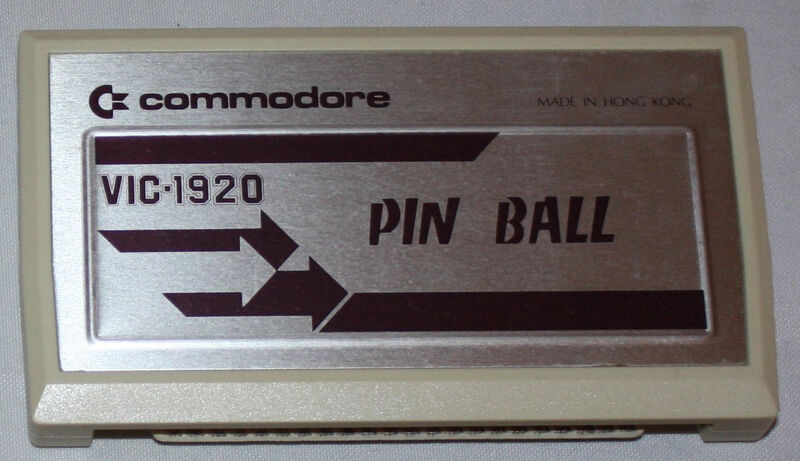 commodore
MADE IN HONG KONG
VIC-1920
PIN BALL